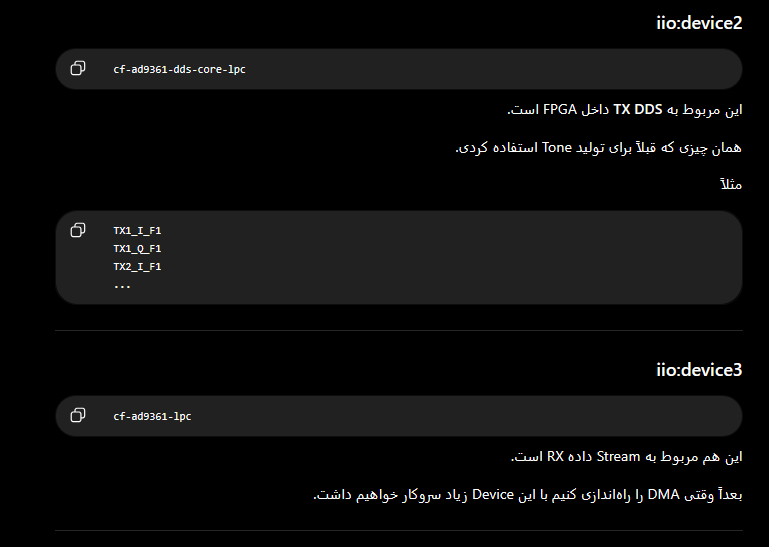 iio:device2
cf-ad9361-dds-core-lpc
این مربوط به TX DDS داخل FPGA است.
همان چیزی که قبلاً برای تولید Tone استفاده کردی.
مثلاً
TX1_I_F1
TX1_Q_F1
TX2_I_F1
...
iio:device3
cf-ad9361-lpc
این هم مربوط به Stream داده RX است.
بعداً وقتی DMA را راه‌اندازی کنیم با این Device زیاد سروکار خواهیم داشت.